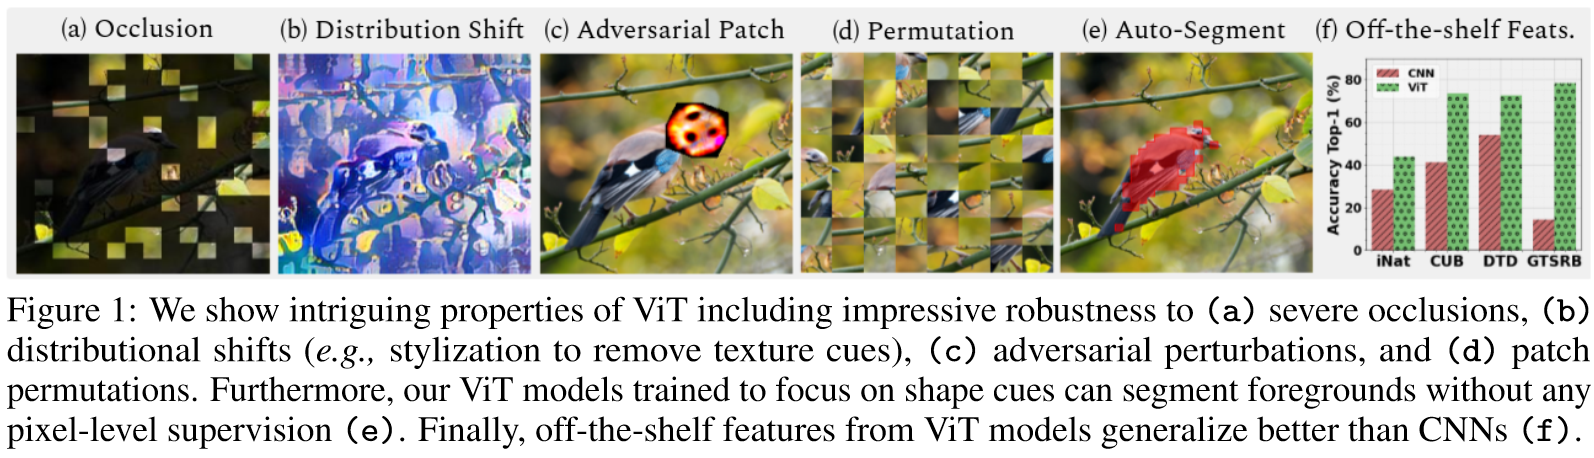 (a) Occlusion (b) Distribution Shift (c) Adversarial Patch (d) Permutation (e) Auto-Segment (f) Off-the-shelf Feats.
Accuracy Top-1 (%)
80
60
40
20
0
CNN
ViT
iNat CUB DTD GTSRB
Figure 1: We show intriguing properties of ViT including impressive robustness to (a) severe occlusions, (b)
distributional shifts (e.g., stylization to remove texture cues), (c) adversarial perturbations, and (d) patch
permutations. Furthermore, our ViT models trained to focus on shape cues can segment foregrounds without any
pixel-level supervision (e). Finally, off-the-shelf features from ViT models generalize better than CNNs (f).